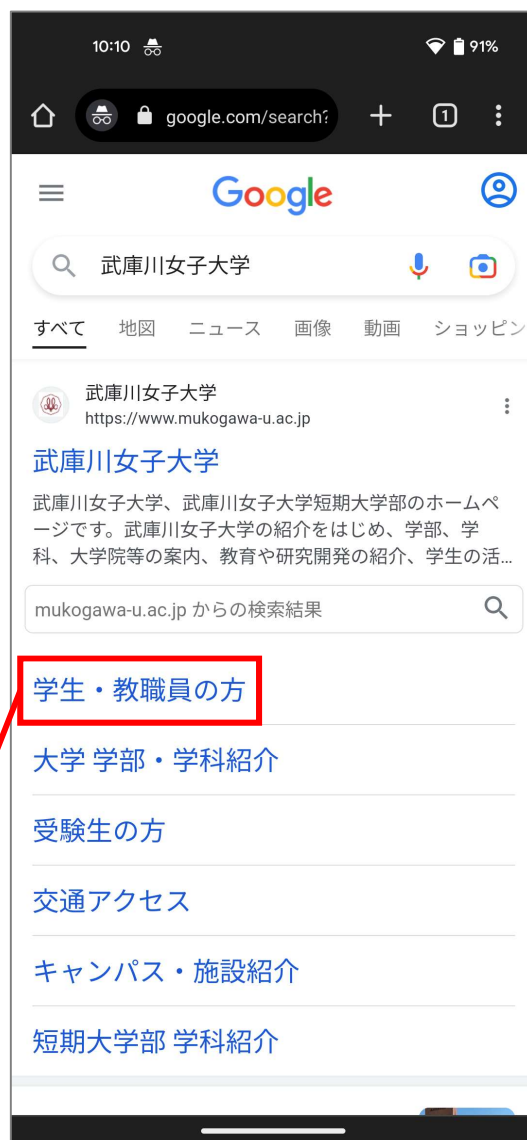 10:10
91%
google.com/search?
1
Google
武庫川女子大学
すべて 地図 ニュース 画像 動画 ショッピン
武庫川女子大学
https://www.mukogawa-u.ac.jp
武庫川女子大学
武庫川女子大学、武庫川女子大学短期大学部のホームペ
ージです。武庫川女子大学の紹介をはじめ、学部、学
科、大学院等の案内、教育や研究開発の紹介、学生の活...
mukogawa-u.ac.jp からの検索結果
学生・教職員の方
大学 学部・学科紹介
受験生の方
交通アクセス
キャンパス・施設紹介
短期大学部 学科紹介